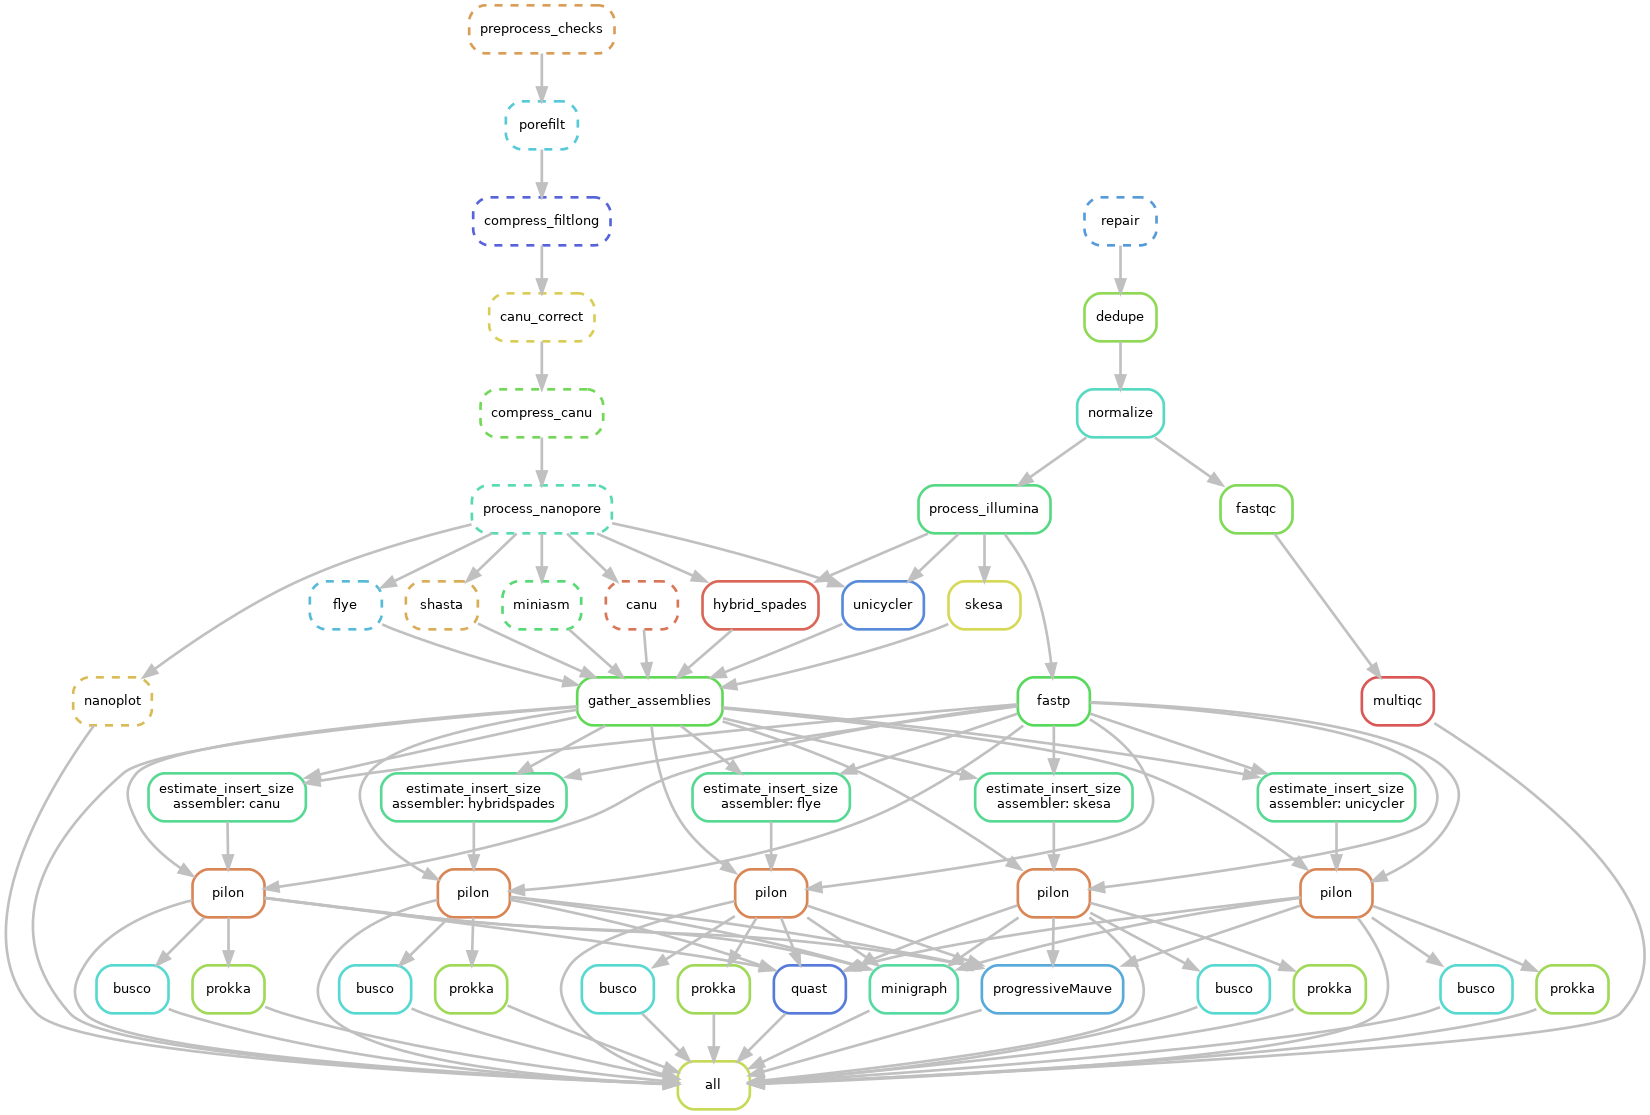 preprocess_checks
porefilt
compress_filtlong
repair
canu_correct
dedupe
compress_canu
normalize
process_nanopore
process_illumina
fastqc
flye
shasta
miniasm
canu
hybrid_spades
unicycler
skesa
nanoplot
gather_assemblies
fastp
multiqc
estimate_insert_size
assembler: canu
estimate_insert_size
assembler: hybridspades
estimate_insert_size
assembler: flye
estimate_insert_size
assembler: skesa
estimate_insert_size
assembler: unicycler
pilon
pilon
pilon
pilon
pilon
busco
prokka
busco
prokka
busco
prokka
quast
minigraph
progressiveMauve
busco
prokka
busco
prokka
all